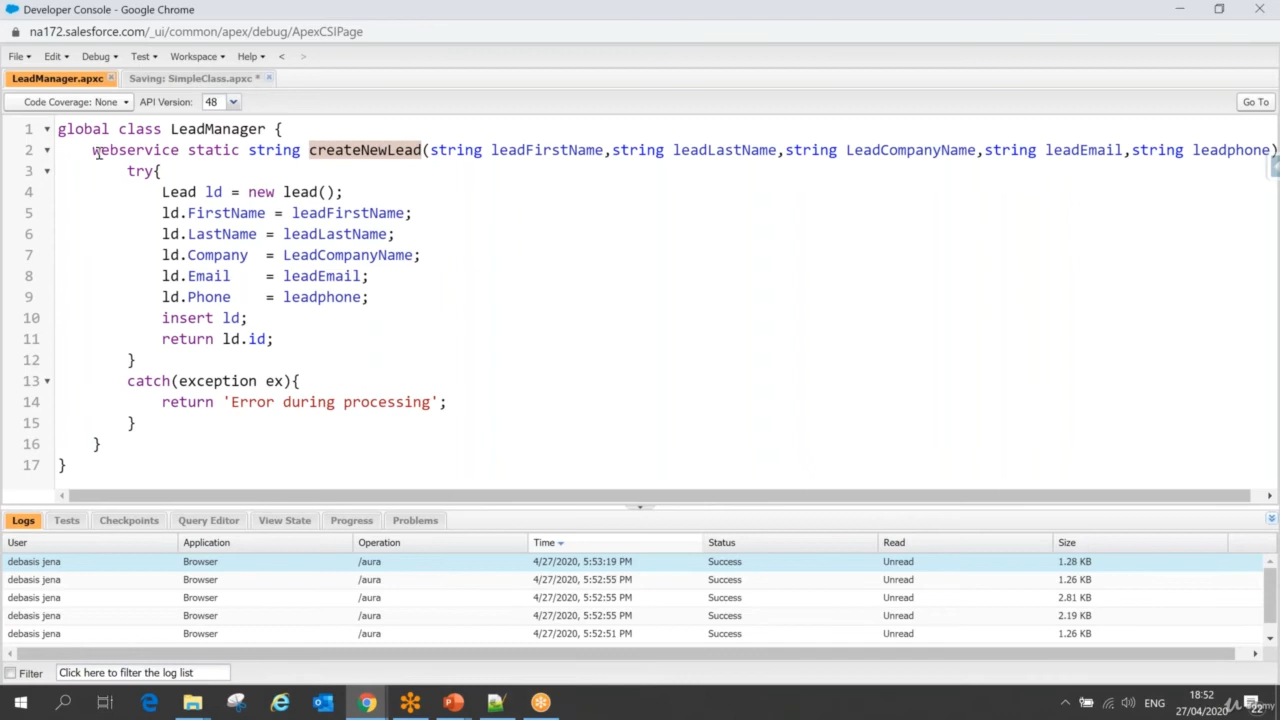 Developer Console - Google Chrome
na172.salesforce.com/_ui/common/apex/debug/ApexCSIPage
File Edit Debug Test Workspace Help < >
LeadManager.apxc Saving: SimpleClass.apxc *
Code Coverage: None API Version: 48 Go To
1 global class LeadManager {
2 webservice static string createNewLead(string leadFirstName,string leadLastName,string LeadCompanyName,string leadEmail,string leadphone)
3 try{
4 Lead ld = new lead();
5 ld.FirstName = leadFirstName;
6 ld.LastName = leadLastName;
7 ld.Company = LeadCompanyName;
8 ld.Email = leadEmail;
9 ld.Phone = leadphone;
10 insert ld;
11 return ld.id;
12 }
13 catch(exception ex){
14 return 'Error during processing';
15 }
16 }
17 }
Logs Tests Checkpoints Query Editor View State Progress Problems
User Application Operation Time Status Read Size
debasis jena Browser /aura 4/27/2020, 5:53:19 PM Success Unread 1.28 KB
debasis jena Browser /aura 4/27/2020, 5:52:55 PM Success Unread 1.26 KB
debasis jena Browser /aura 4/27/2020, 5:52:55 PM Success Unread 2.81 KB
debasis jena Browser /aura 4/27/2020, 5:52:55 PM Success Unread 2.19 KB
debasis jena Browser /aura 4/27/2020, 5:52:51 PM Success Unread 1.26 KB
Filter Click here to filter the log list
ENG 18:52
27/04/2020 22